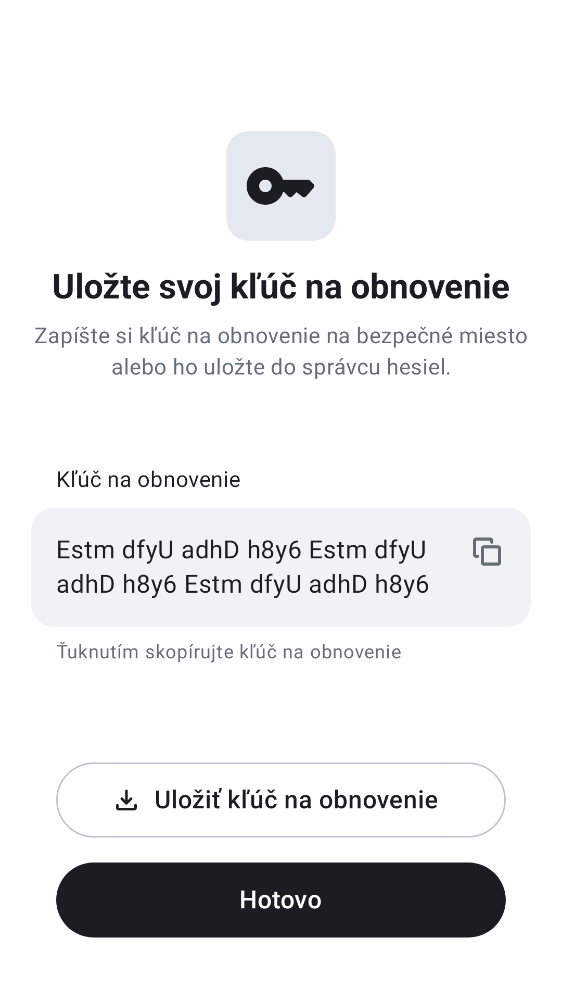 Uložte svoj kľúč na obnovenie
Zapíšte si kľúč na obnovenie na bezpečné miesto
alebo ho uložte do správcu hesiel.
Kľúč na obnovenie
Estm dfyU adhD h8y6 Estm dfyU
adhD h8y6 Estm dfyU adhD h8y6
Ťuknutím skopírujte kľúč na obnovenie
Uložiť kľúč na obnovenie
Hotovo